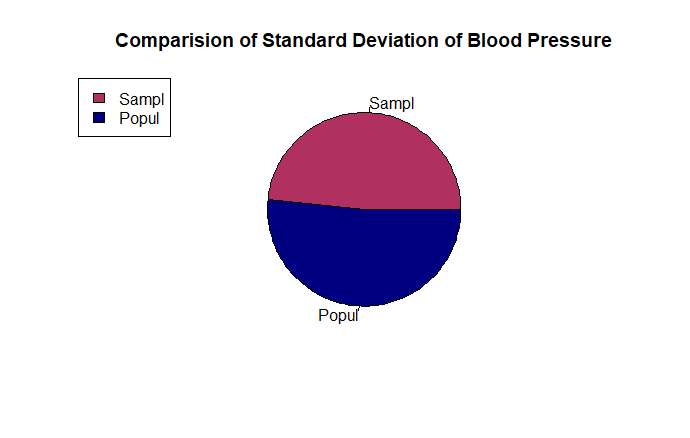 Comparision of Standard Deviation of Blood Pressure
Sampl
Popul
Sampl
Popul